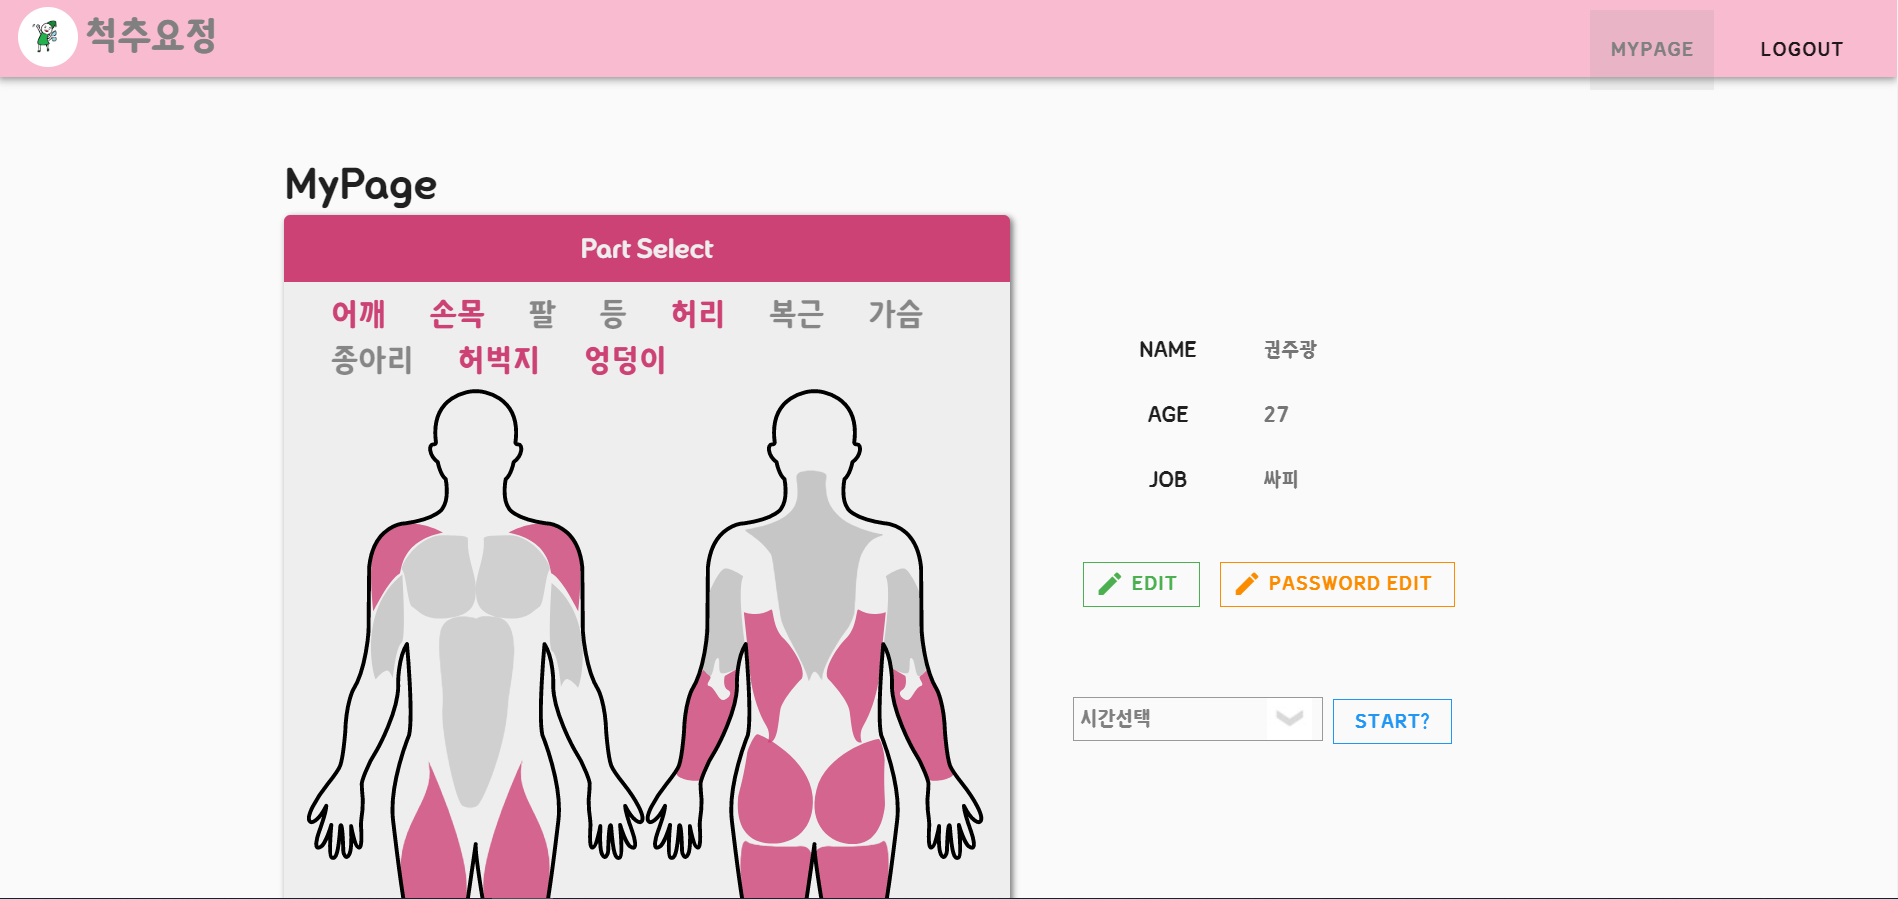 척추요정
MYPAGE
LOGOUT
MyPage
Part Select
어깨 손목 팔 등 허리 복근 가슴
종아리 허벅지 엉덩이
NAME 권주광
AGE 27
JOB 싸피
EDIT
PASSWORD EDIT
시간선택
START?